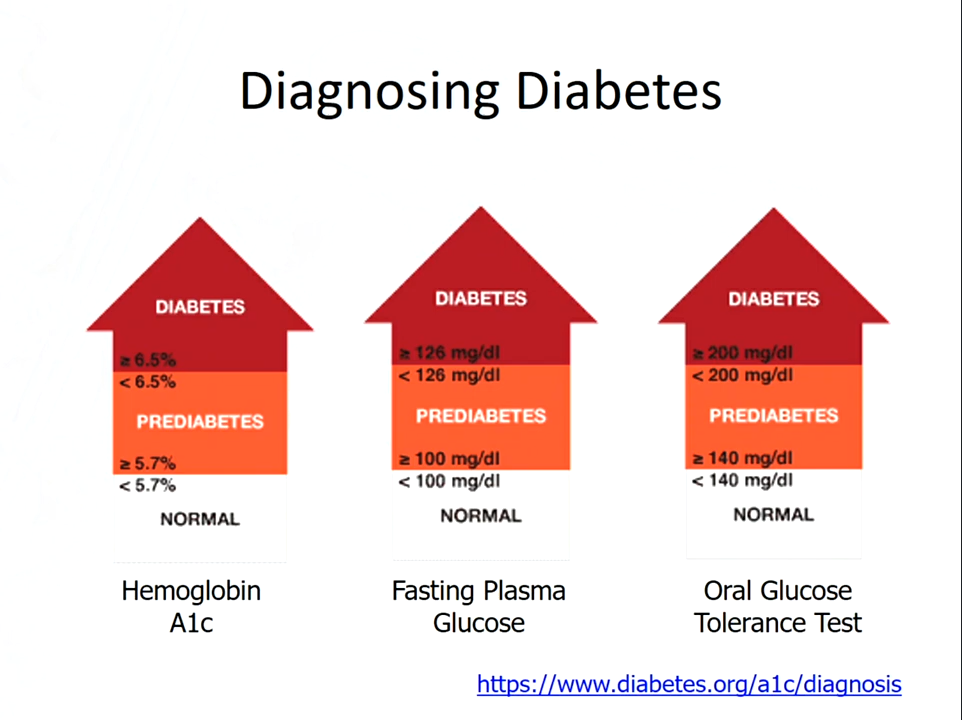 Diagnosing Diabetes
DIABETES
≥ 6.5%
< 6.5%
PREDIABETES
≥ 5.7%
< 5.7%
NORMAL
Hemoglobin
A1c
DIABETES
≥ 126 mg/dl
< 126 mg/dl
PREDIABETES
≥ 100 mg/dl
< 100 mg/dl
NORMAL
Fasting Plasma
Glucose
DIABETES
≥ 200 mg/dl
< 200 mg/dl
PREDIABETES
≥ 140 mg/dl
< 140 mg/dl
NORMAL
Oral Glucose
Tolerance Test
https://www.diabetes.org/a1c/diagnosis